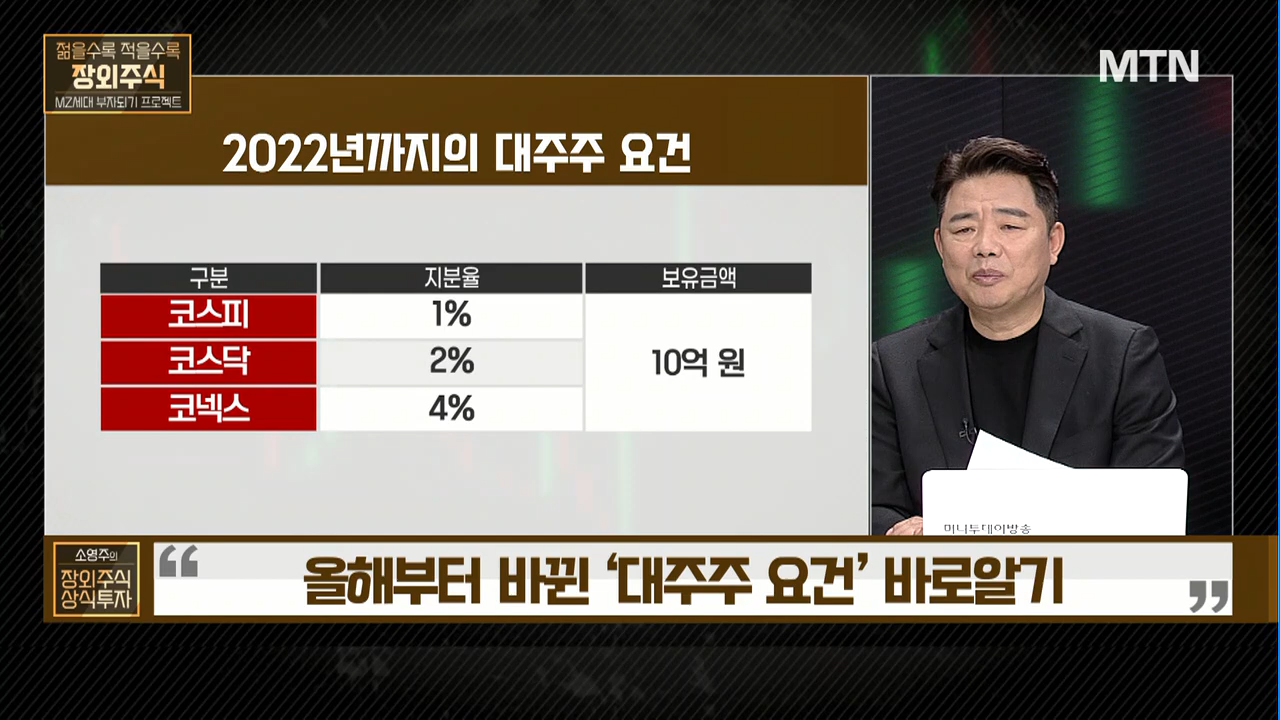 젊을수록 적을수록
장외주식
MZ세대 부자되기 프로젝트
MTN
2022년까지의 대주주 요건
구분 지분율 보유금액
코스피 1%
코스닥 2% 10억 원
코넥스 4%
머니투데이방송
소영주의
장외주식
상식투자
“올해부터 바뀐 ‘대주주 요건’ 바로알기”